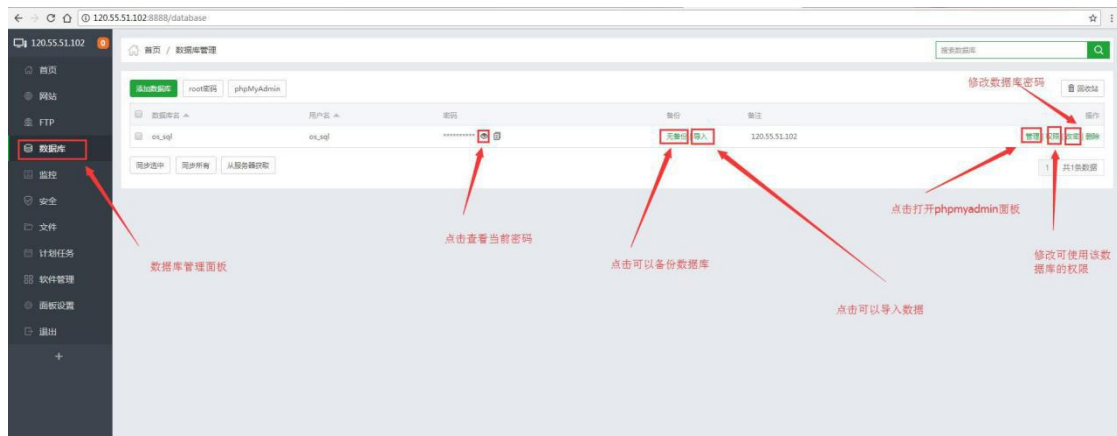 120.55.51.102:8888/database
120.55.51.102 0
首页 / 数据库管理
搜索数据库
首页
网站
FTP
数据库
监控
安全
文件
计划任务
软件管理
面板设置
退出
+
添加数据库 root密码 phpMyAdmin
修改数据库密码
回收站
数据库名 用户名 密码 备份 备注 操作
os_sql os_sql ********** 无备份 | 导入 120.55.51.102 管理 | 权限 | 改密 | 删除
同步选中 同步所有 从服务器获取
1 共1条数据
点击打开phpmyadmin面板
点击查看当前密码
数据库管理面板
点击可以备份数据库
修改可使用该数
据库的权限
点击可以导入数据